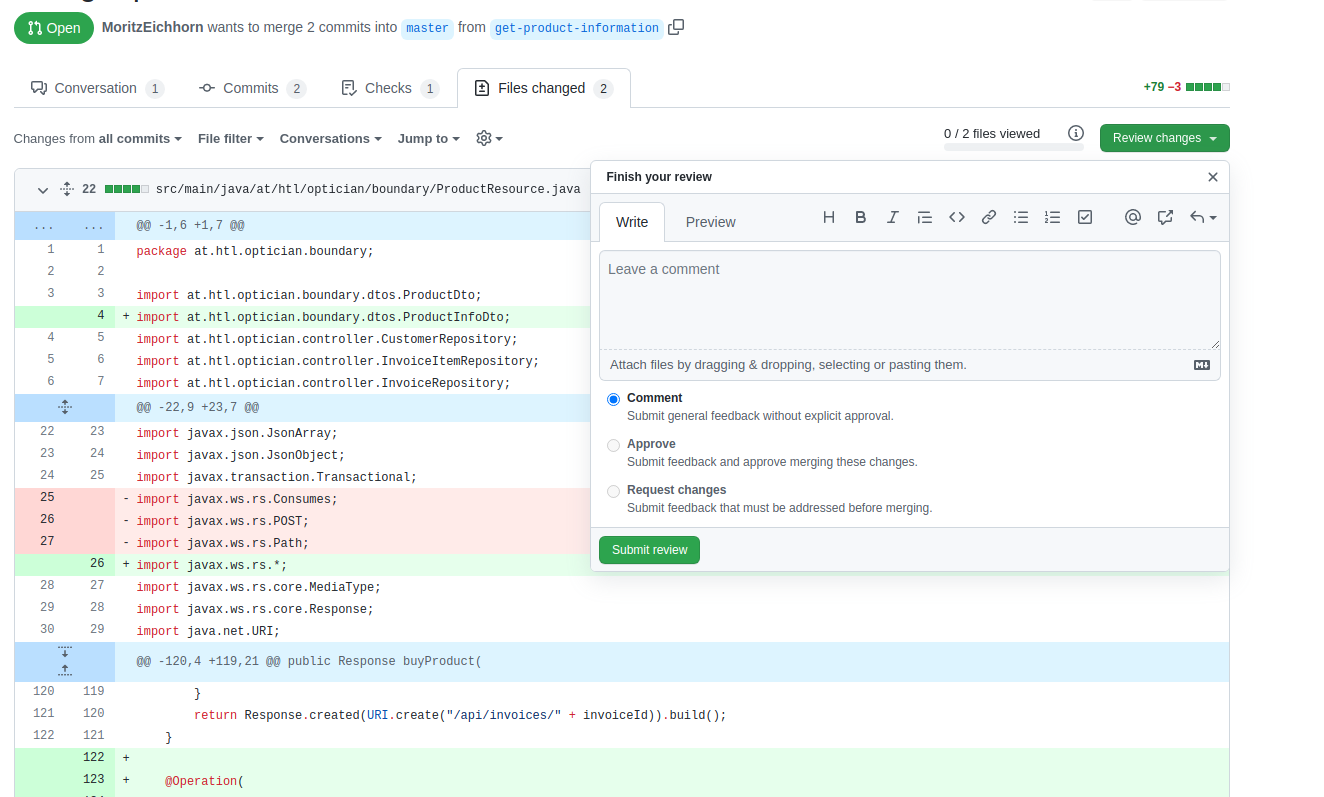 Open MoritzEichhorn wants to merge 2 commits into master from get-product-information
Conversation 1 Commits 2 Checks 1 Files changed 2 +79 −3
Changes from all commits File filter Conversations Jump to 0 / 2 files viewed Review changes
22 src/main/java/at/htl/optician/boundary/ProductResource.java
Finish your review
Write Preview
Leave a comment
Attach files by dragging & dropping, selecting or pasting them.
Comment
Submit general feedback without explicit approval.
Approve
Submit feedback and approve merging these changes.
Request changes
Submit feedback that must be addressed before merging.
Submit review
... ... @@ -1,6 +1,7 @@
1 1 package at.htl.optician.boundary;
2 2
3 3 import at.htl.optician.boundary.dtos.ProductDto;
4 + import at.htl.optician.boundary.dtos.ProductInfoDto;
4 5 import at.htl.optician.controller.CustomerRepository;
5 6 import at.htl.optician.controller.InvoiceItemRepository;
6 7 import at.htl.optician.controller.InvoiceRepository;
@@ -22,9 +23,7 @@
22 23 import javax.json.JsonArray;
23 24 import javax.json.JsonObject;
24 25 import javax.transaction.Transactional;
25 - import javax.ws.rs.Consumes;
26 - import javax.ws.rs.POST;
27 - import javax.ws.rs.Path;
26 + import javax.ws.rs.*;
28 27 import javax.ws.rs.core.MediaType;
29 28 import javax.ws.rs.core.Response;
30 29 import java.net.URI;
@@ -120,4 +119,21 @@ public Response buyProduct(
120 119 }
121 120 return Response.created(URI.create("/api/invoices/" + invoiceId)).build();
122 121 }
122 +
123 + @Operation(